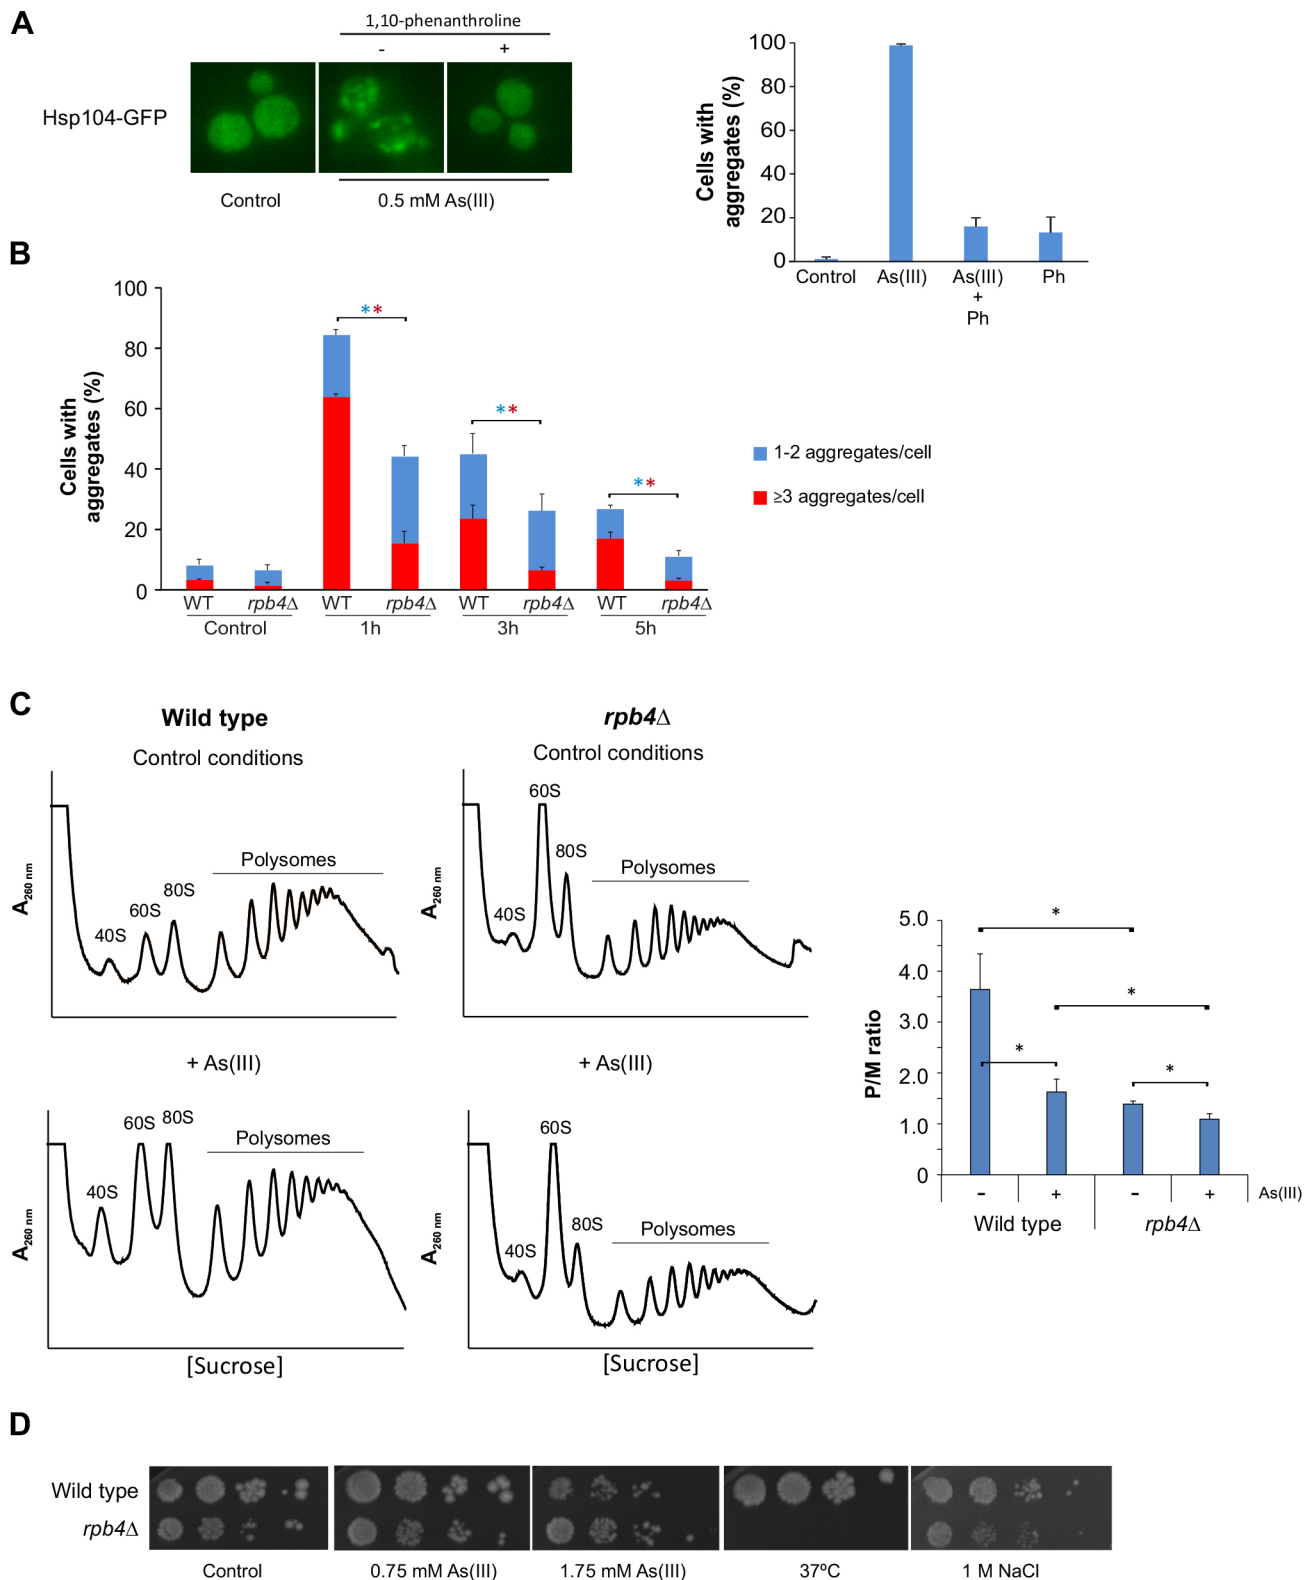 A
1,10-phenanthroline
- +
Hsp104-GFP
Control
0.5 mM As(III)
Cells with
aggregates (%)
100
80
60
40
20
0
Control
As(III)
As(III)
+
Ph
Ph
B
Cells with
aggregates (%)
100
80
60
40
20
0
**
**
**
WT rpb4Δ WT rpb4Δ WT rpb4Δ WT rpb4Δ
Control 1h 3h 5h
1-2 aggregates/cell
≥3 aggregates/cell
C
Wild type
Control conditions
A260 nm
40S
60S
80S
Polysomes
rpb4Δ
Control conditions
A260 nm
40S
60S
80S
Polysomes
+ As(III)
A260 nm
40S
60S
80S
Polysomes
[Sucrose]
+ As(III)
A260 nm
40S
60S
80S
Polysomes
[Sucrose]
P/M ratio
5.0
4.0
3.0
2.0
1.0
0
*
*
*
*
- + - + As(III)
Wild type rpb4Δ
D
Wild type
rpb4Δ
Control 0.75 mM As(III) 1.75 mM As(III) 37ºC 1 M NaCl